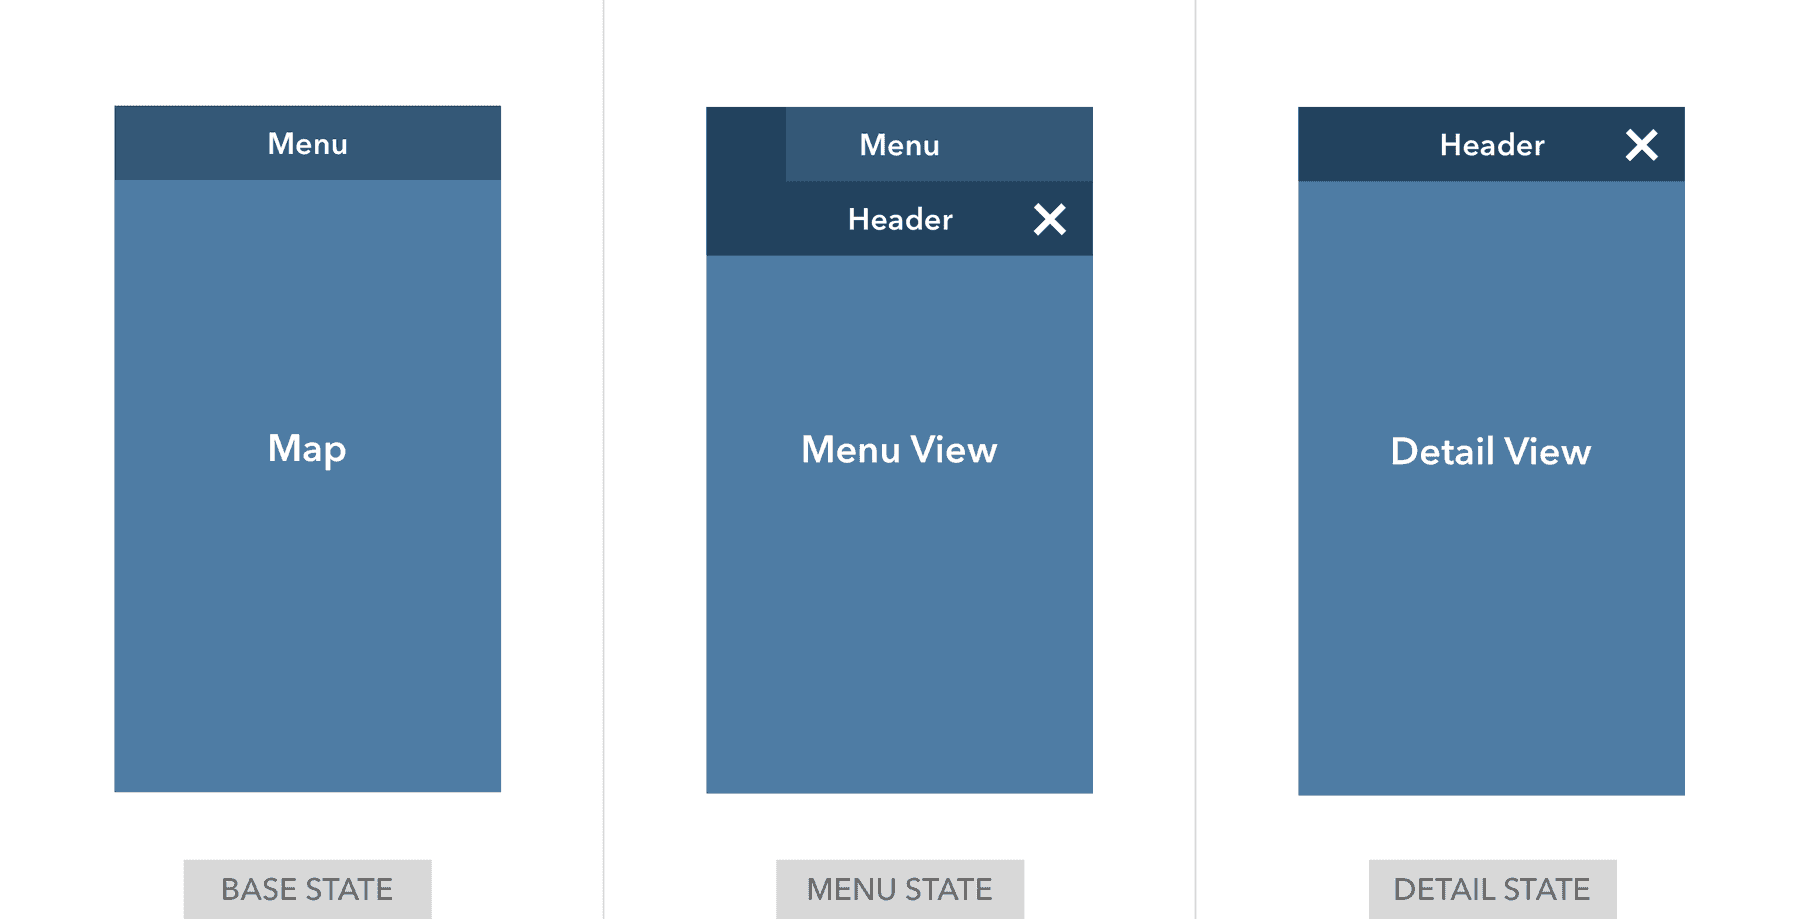 Menu
Map
BASE STATE
Menu
Header
Menu View
MENU STATE
Header
Detail View
DETAIL STATE